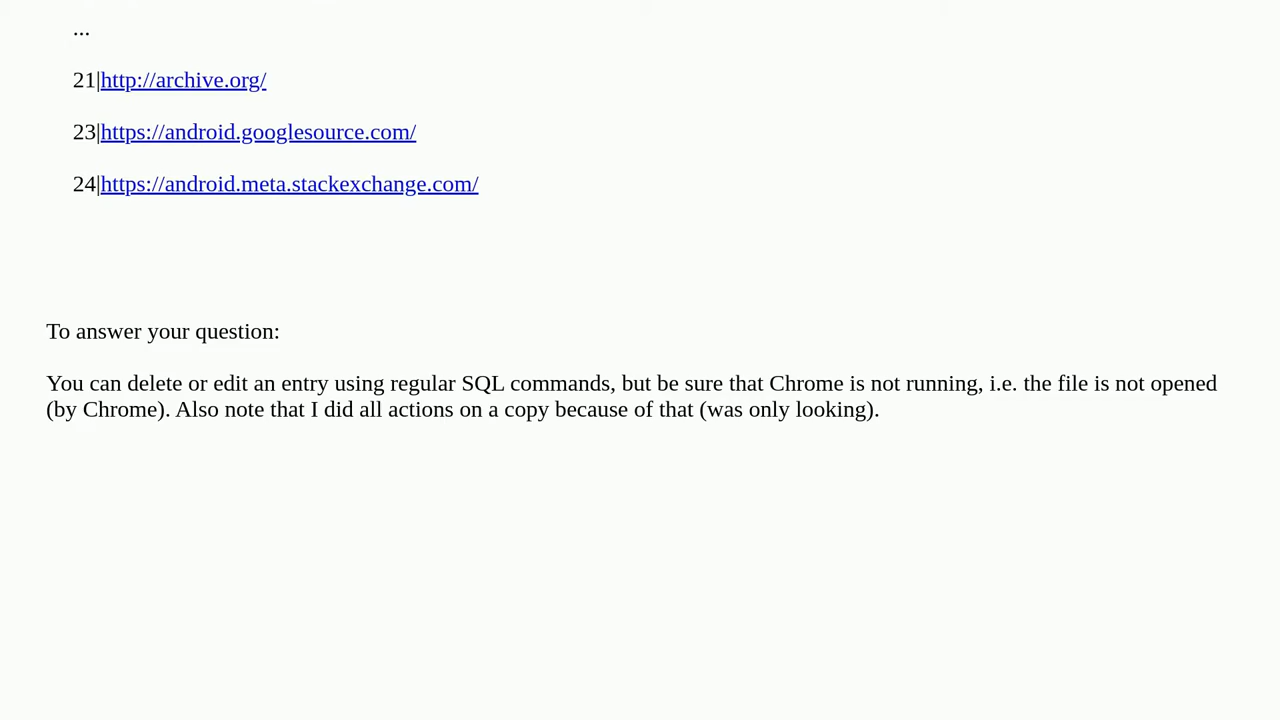 ...
21|http://archive.org/
23|https://android.googlesource.com/
24|https://android.meta.stackexchange.com/
To answer your question:
You can delete or edit an entry using regular SQL commands, but be sure that Chrome is not running, i.e. the file is not opened
(by Chrome). Also note that I did all actions on a copy because of that (was only looking).